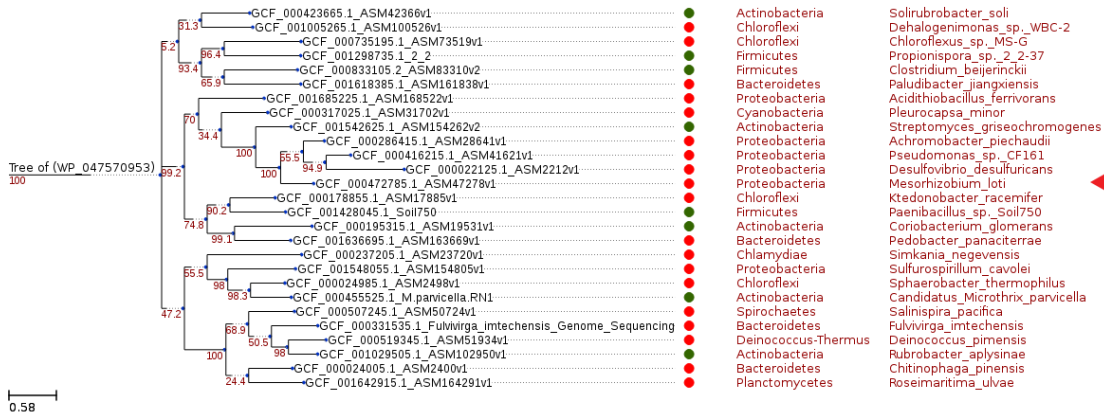 GCF_000423665.1_ASM42366v1 Actinobacteria Solirubrobacter_soli
31.3
GCF_001005265.1_ASM100526v1 Chloroflexi Dehalogenimonas_sp._WBC-2
5.2
GCF_000735195.1_ASM73519v1 Chloroflexi Chloroflexus_sp._MS-G
96.4
GCF_001298735.1_2_2 Firmicutes Propionispora_sp._2_2-37
93.4
GCF_000833105.2_ASM83310v2 Firmicutes Clostridium_beijerinckii
65.9
GCF_001618385.1_ASM161838v1 Bacteroidetes Paludibacter_jiangxiensis
GCF_001685225.1_ASM168522v1 Proteobacteria Acidithiobacillus_ferrivorans
70
GCF_000317025.1_ASM31702v1 Cyanobacteria Pleurocapsa_minor
34.4
GCF_001542625.1_ASM154262v2 Actinobacteria Streptomyces_griseochromogenes
GCF_000286415.1_ASM28641v1 Proteobacteria Achromobacter_piechaudii
100
55.5
GCF_000416215.1_ASM41621v1 Proteobacteria Pseudomonas_sp._CF161
94.9
Tree of (WP_047570953)
99.2
GCF_000022125.1_ASM2212v1 Proteobacteria Desulfovibrio_desulfuricans
100
100
GCF_000472785.1_ASM47278v1 Proteobacteria Mesorhizobium_loti
GCF_000178855.1_ASM17885v1 Chloroflexi Ktedonobacter_racemifer
90.2
GCF_001428045.1_Soil750 Firmicutes Paenibacillus_sp._Soil750
74.8
GCF_000195315.1_ASM19531v1 Actinobacteria Coriobacterium_glomerans
99.1
GCF_001636695.1_ASM163669v1 Bacteroidetes Pedobacter_panaciterrae
GCF_000237205.1_ASM23720v1 Chlamydiae Simkania_negevensis
55.5
GCF_001548055.1_ASM154805v1 Proteobacteria Sulfurospirillum_cavolei
98
GCF_000024985.1_ASM2498v1 Chloroflexi Sphaerobacter_thermophilus
98.3
GCF_000455525.1_M.parvicella.RN1 Actinobacteria Candidatus_Microthrix_parvicella
47.2
GCF_000507245.1_ASM50724v1 Spirochaetes Salinispira_pacifica
68.9
GCF_000331535.1_Fulvivirga_imtechensis_Genome_Sequencing Bacteroidetes Fulvivirga_imtechensis
50.5
GCF_000519345.1_ASM51934v1 Deinococcus-Thermus Deinococcus_pimensis
98
GCF_001029505.1_ASM102950v1 Actinobacteria Rubrobacter_aplysinae
100
GCF_000024005.1_ASM2400v1 Bacteroidetes Chitinophaga_pinensis
24.4
GCF_001642915.1_ASM164291v1 Planctomycetes Roseimaritima_ulvae
0.58